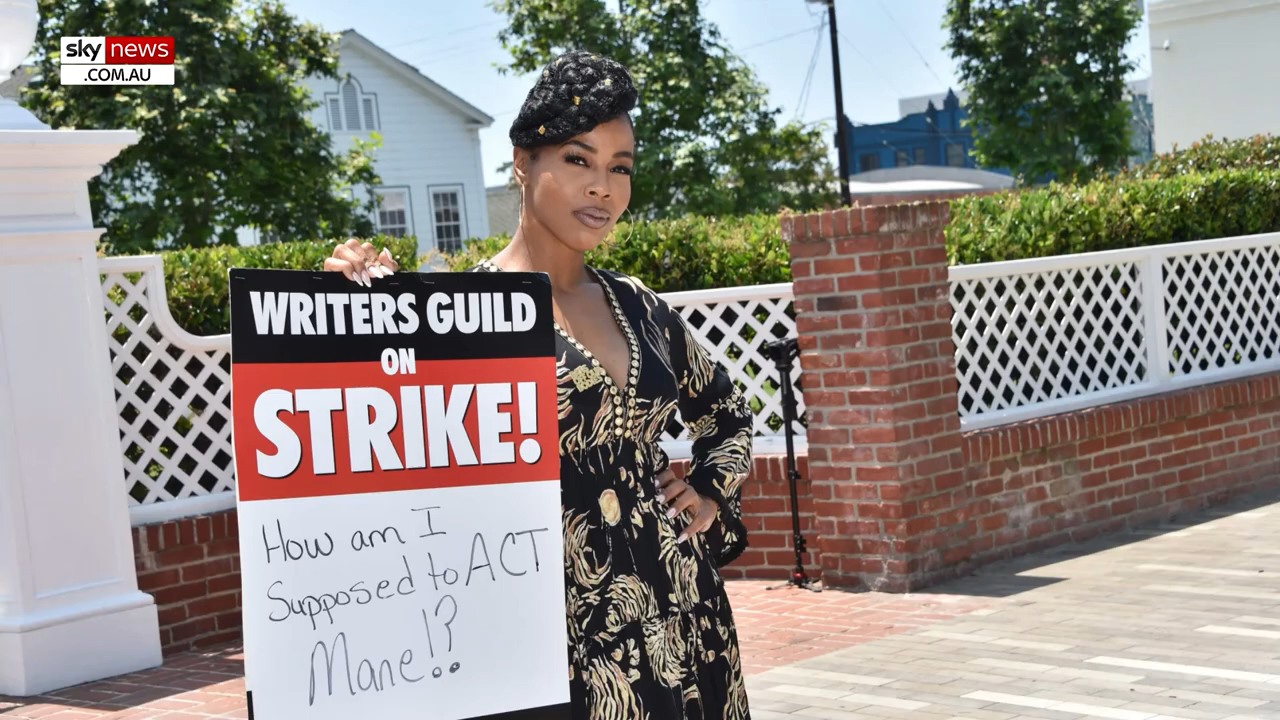 sky news
.COM.AU
WRITERS GUILD
ON
STRIKE!
How am I
Supposed to ACT
Mane!?